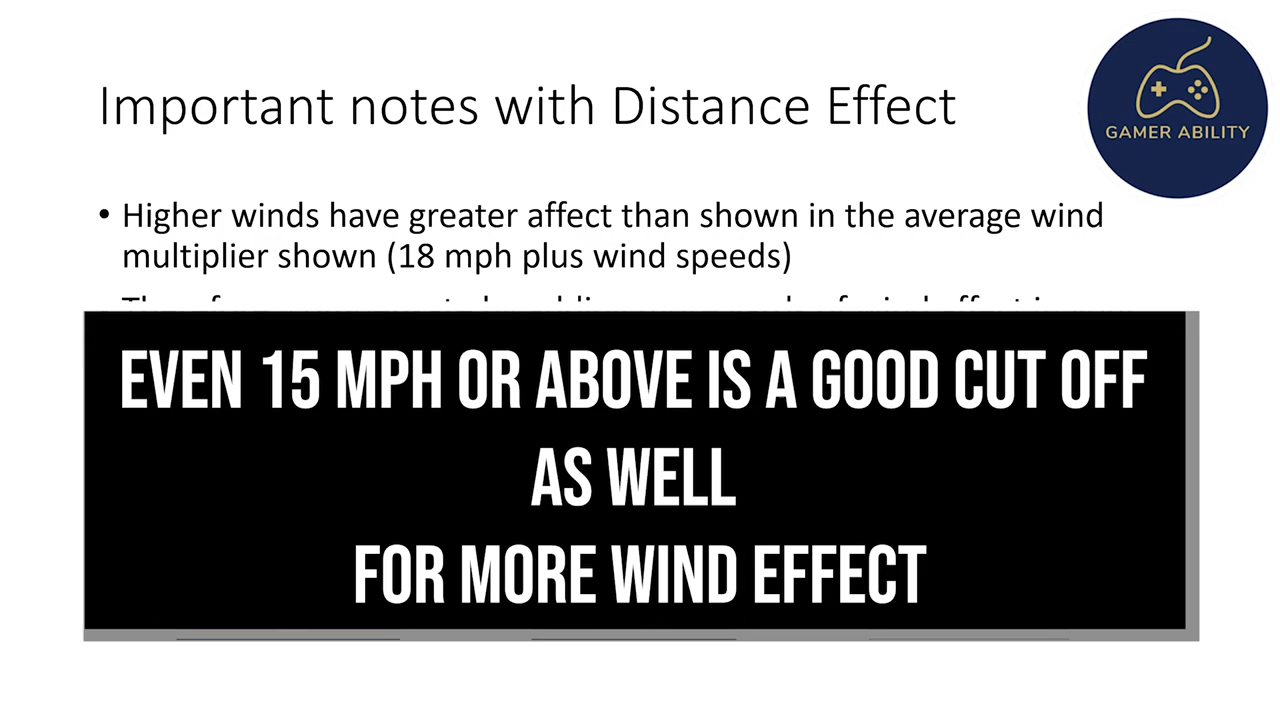 Important notes with Distance Effect
GAMER ABILITY
• Higher winds have greater affect than shown in the average wind
multiplier shown (18 mph plus wind speeds)
EVEN 15 MPH OR ABOVE IS A GOOD CUT OFF
AS WELL
FOR MORE WIND EFFECT